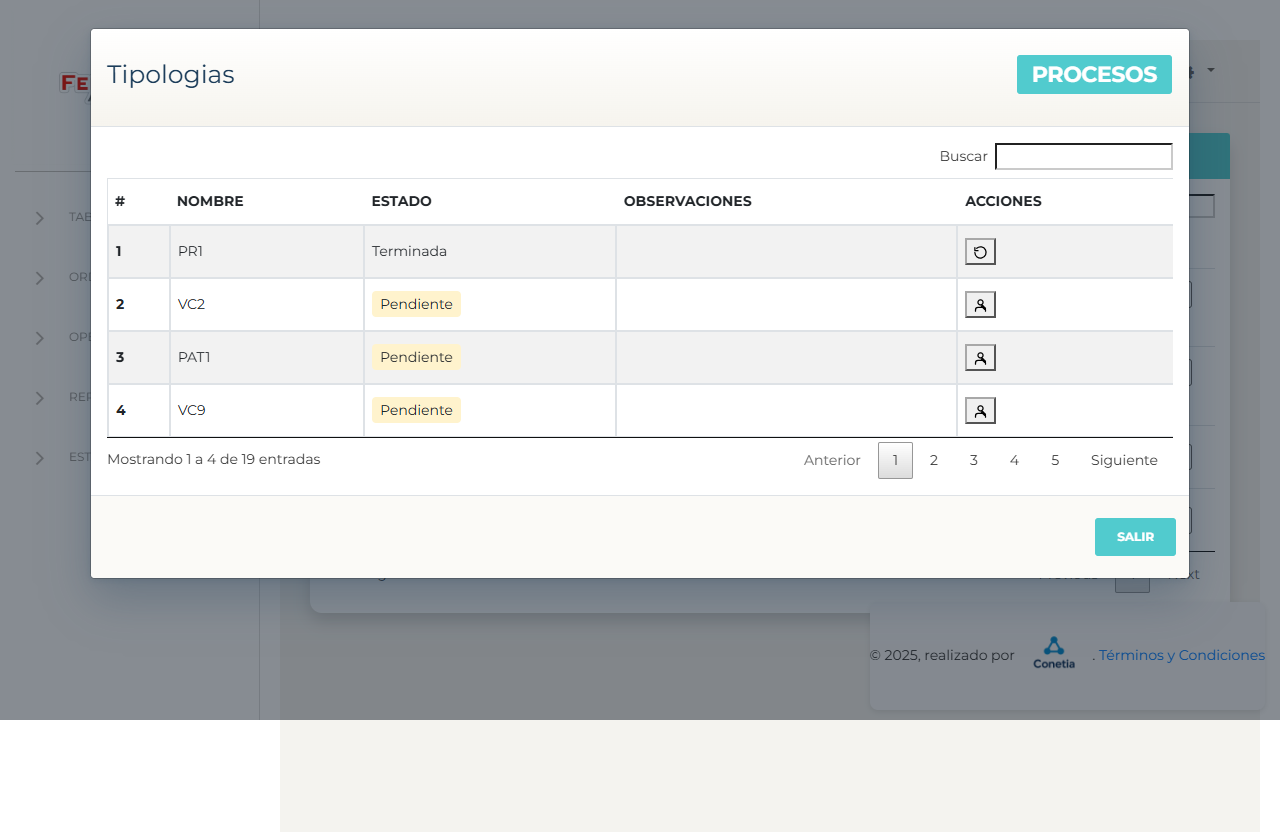 Tipologias
PROCESOS
Buscar
# NOMBRE ESTADO OBSERVACIONES ACCIONES
1 PR1 Terminada
2 VC2 Pendiente
3 PAT1 Pendiente
4 VC9 Pendiente
Mostrando 1 a 4 de 19 entradas
Anterior 1 2 3 4 5 Siguiente
SALIR
© 2025, realizado por Conetia . Términos y Condiciones